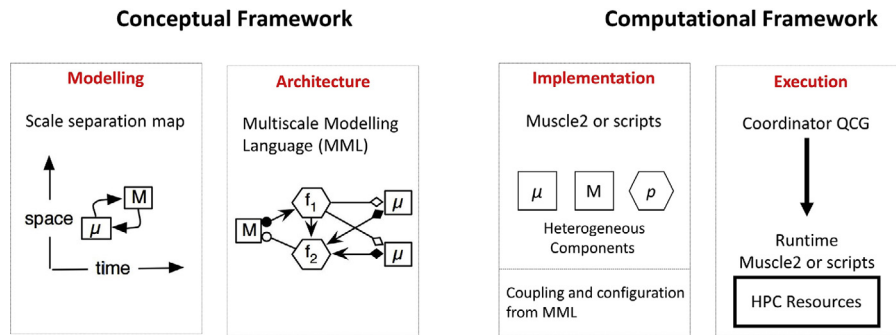 Conceptual Framework
Computational Framework
Modelling
Scale separation map
space
M
μ
time
Architecture
Multiscale Modelling
Language (MML)
f1
μ
M
f2
μ
Implementation
Muscle2 or scripts
μ M p
Heterogeneous
Components
Coupling and configuration
from MML
Execution
Coordinator QCG
Runtime
Muscle2 or scripts
HPC Resources